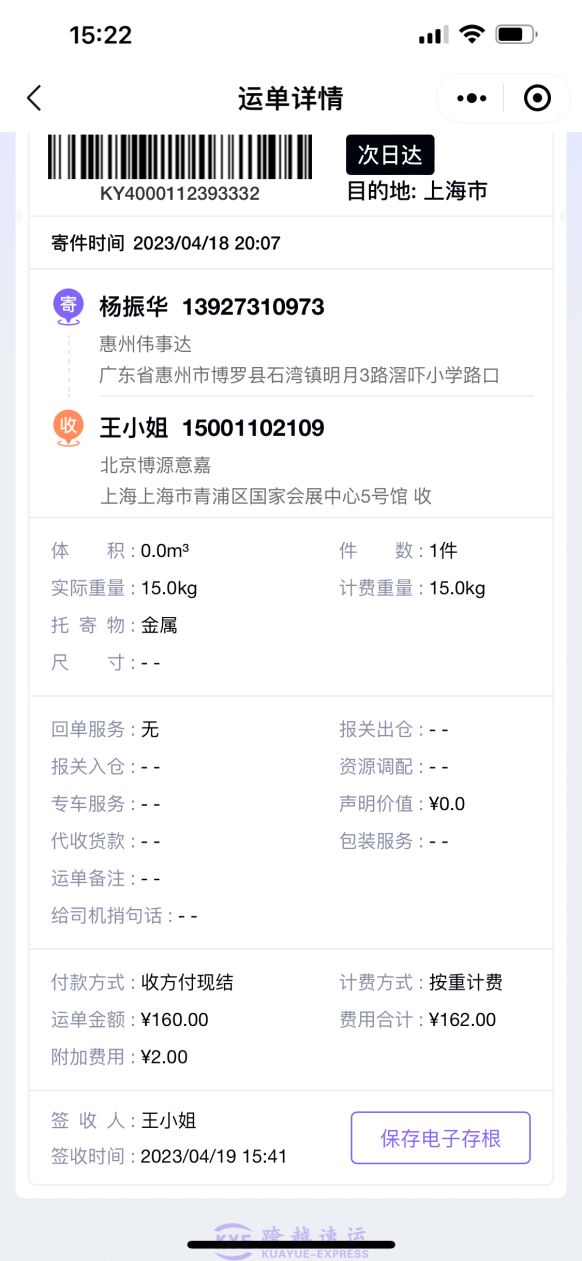 15:22
运单详情
次日达
KY4000112393332
目的地: 上海市
寄件时间 2023/04/18 20:07
寄 杨振华 13927310973
惠州伟事达
广东省惠州市博罗县石湾镇明月3路滘吓小学路口
收 王小姐 15001102109
北京博源意嘉
上海上海市青浦区国家会展中心5号馆 收
体 积 : 0.0m³ 件 数 : 1件
实际重量 : 15.0kg 计费重量 : 15.0kg
托 寄 物 : 金属
尺 寸 : - -
回单服务 : 无 报关出仓 : - -
报关入仓 : - - 资源调配 : - -
专车服务 : - - 声明价值 : ¥0.0
代收货款 : - - 包装服务 : - -
运单备注 : - -
给司机捎句话 : - -
付款方式 : 收方付现结 计费方式 : 按重计费
运单金额 : ¥160.00 费用合计 : ¥162.00
附加费用 : ¥2.00
签 收 人 : 王小姐
签收时间 : 2023/04/19 15:41
保存电子存根
KYE 跨越速运
KUAYUE-EXPRESS